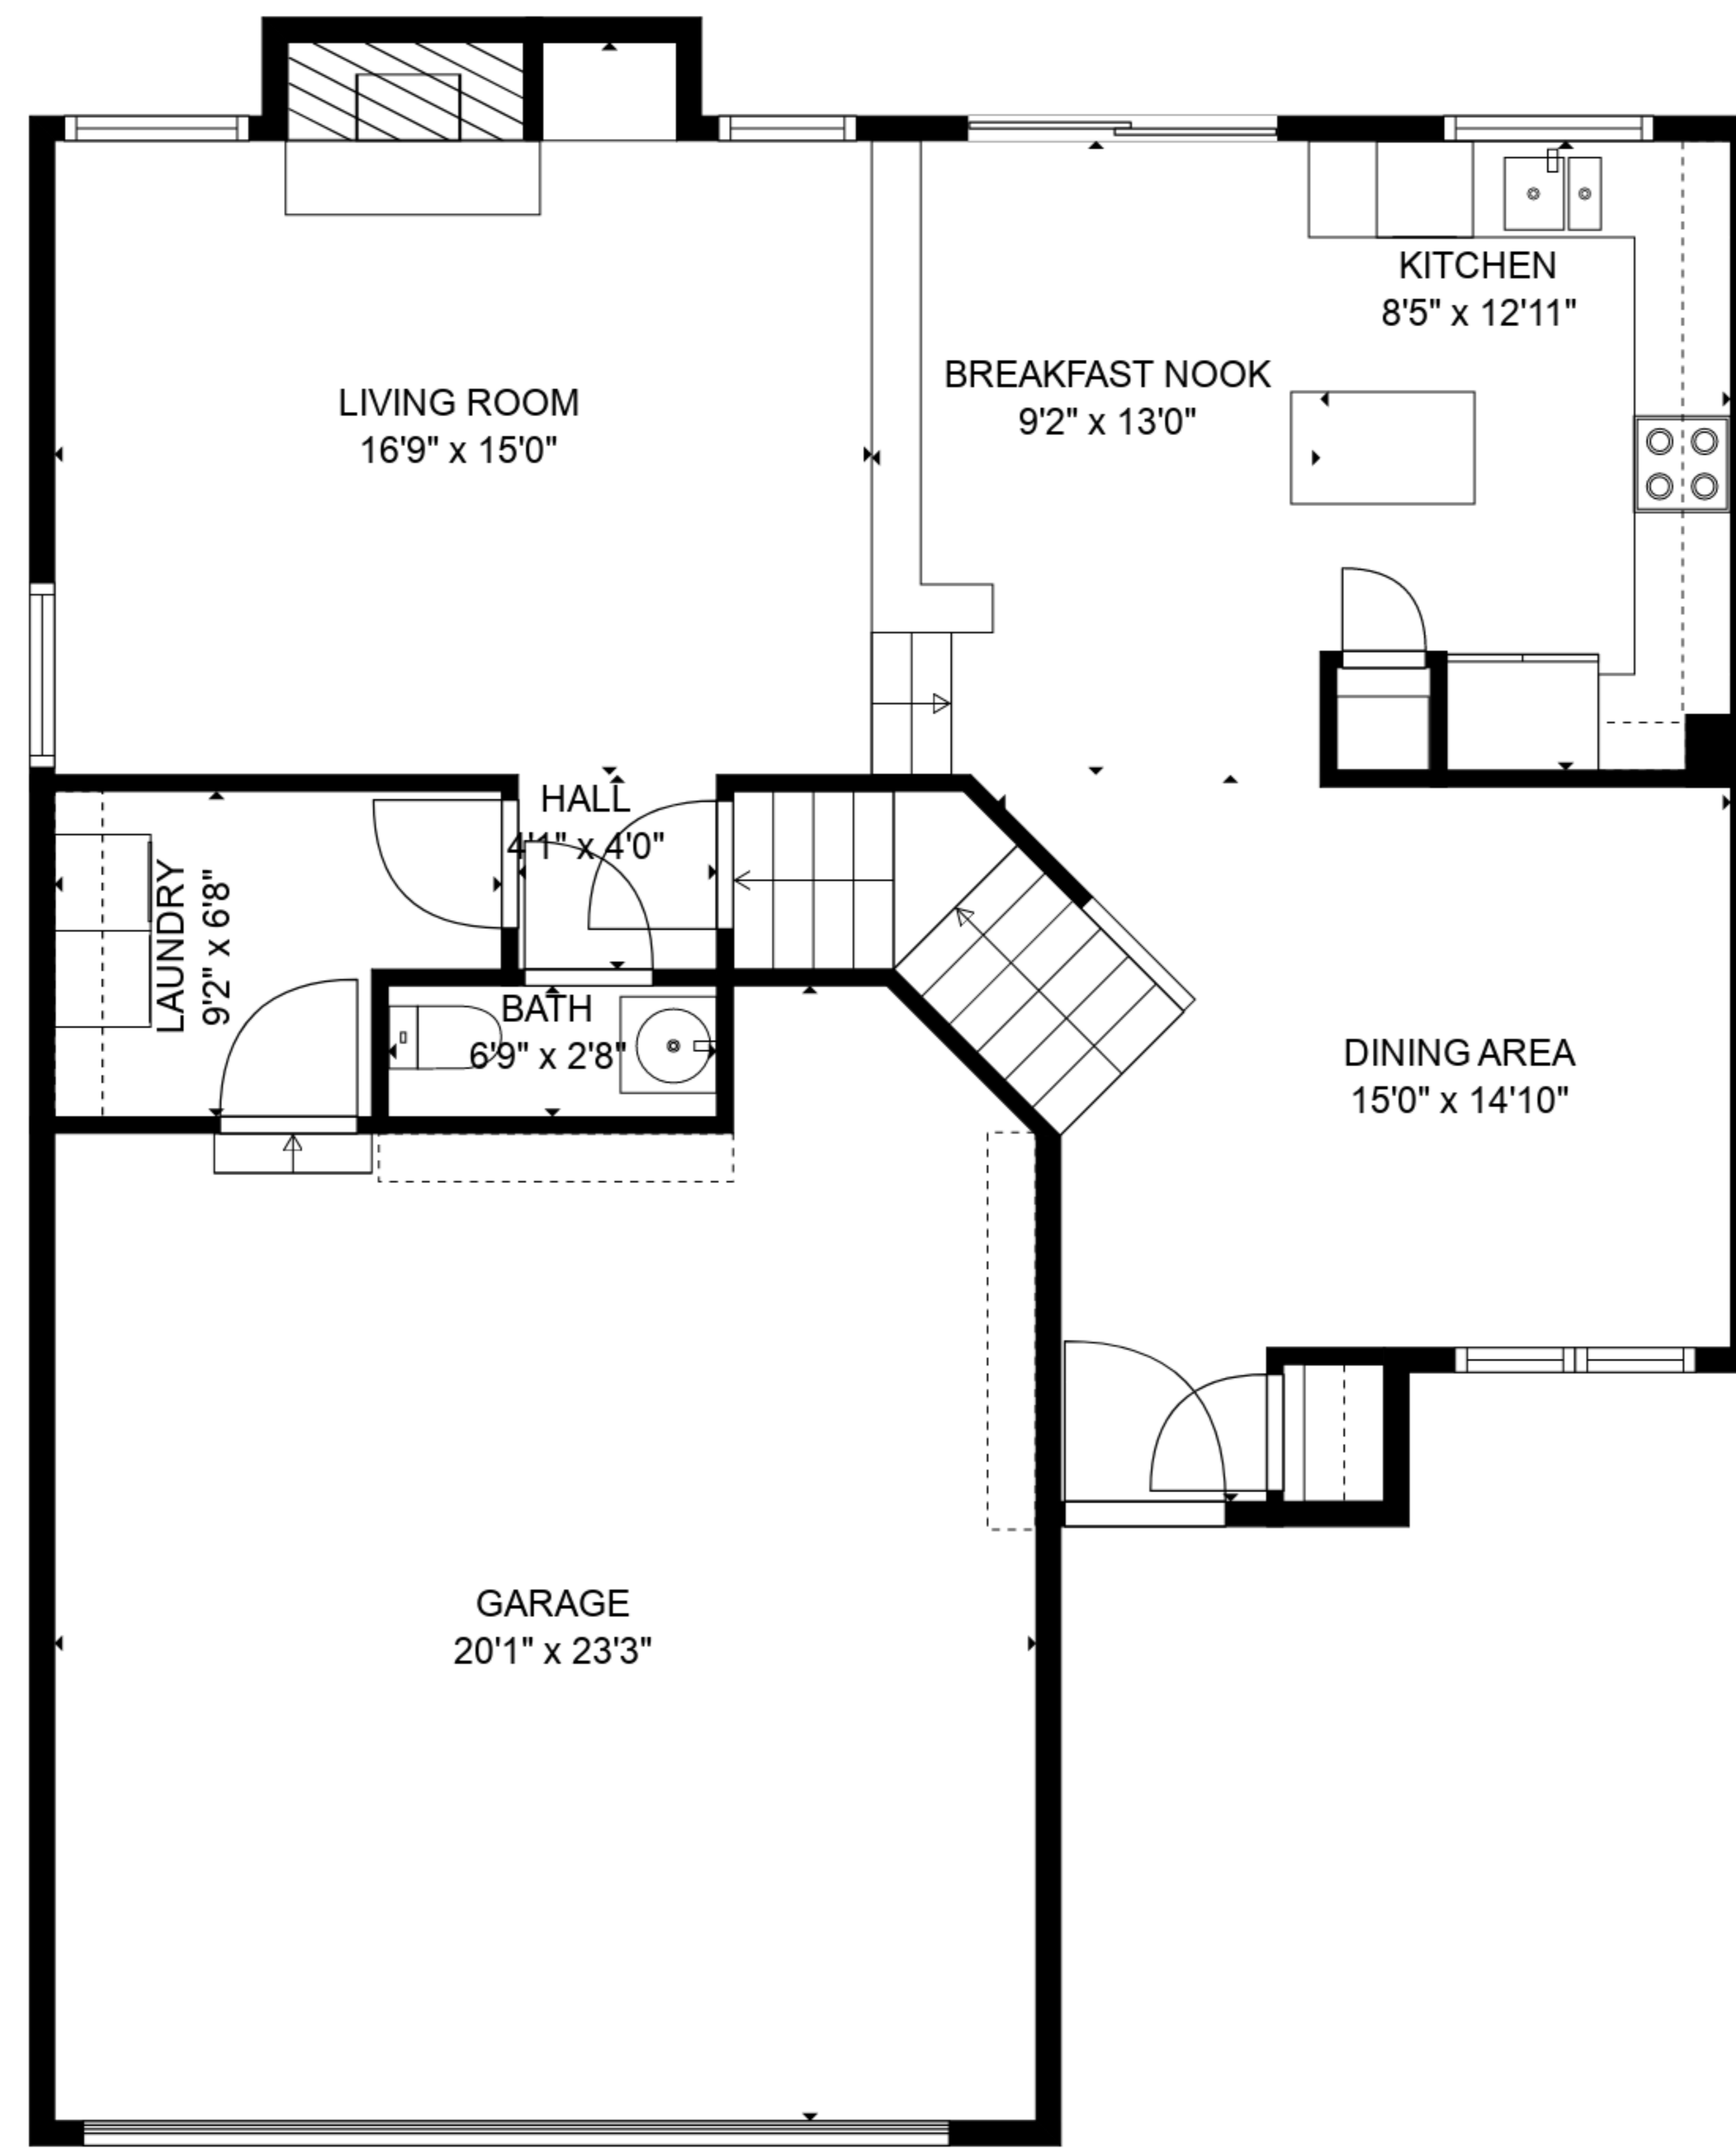 KITCHEN
8'5" x 12'11"
BREAKFAST NOOK
9'2" x 13'0"
LIVING ROOM
16'9" x 15'0"
HALL
4'1" x 4'0"
LAUNDRY
9'2" x 6'8"
BATH
6'9" x 2'8"
DINING AREA
15'0" x 14'10"
GARAGE
20'1" x 23'3"